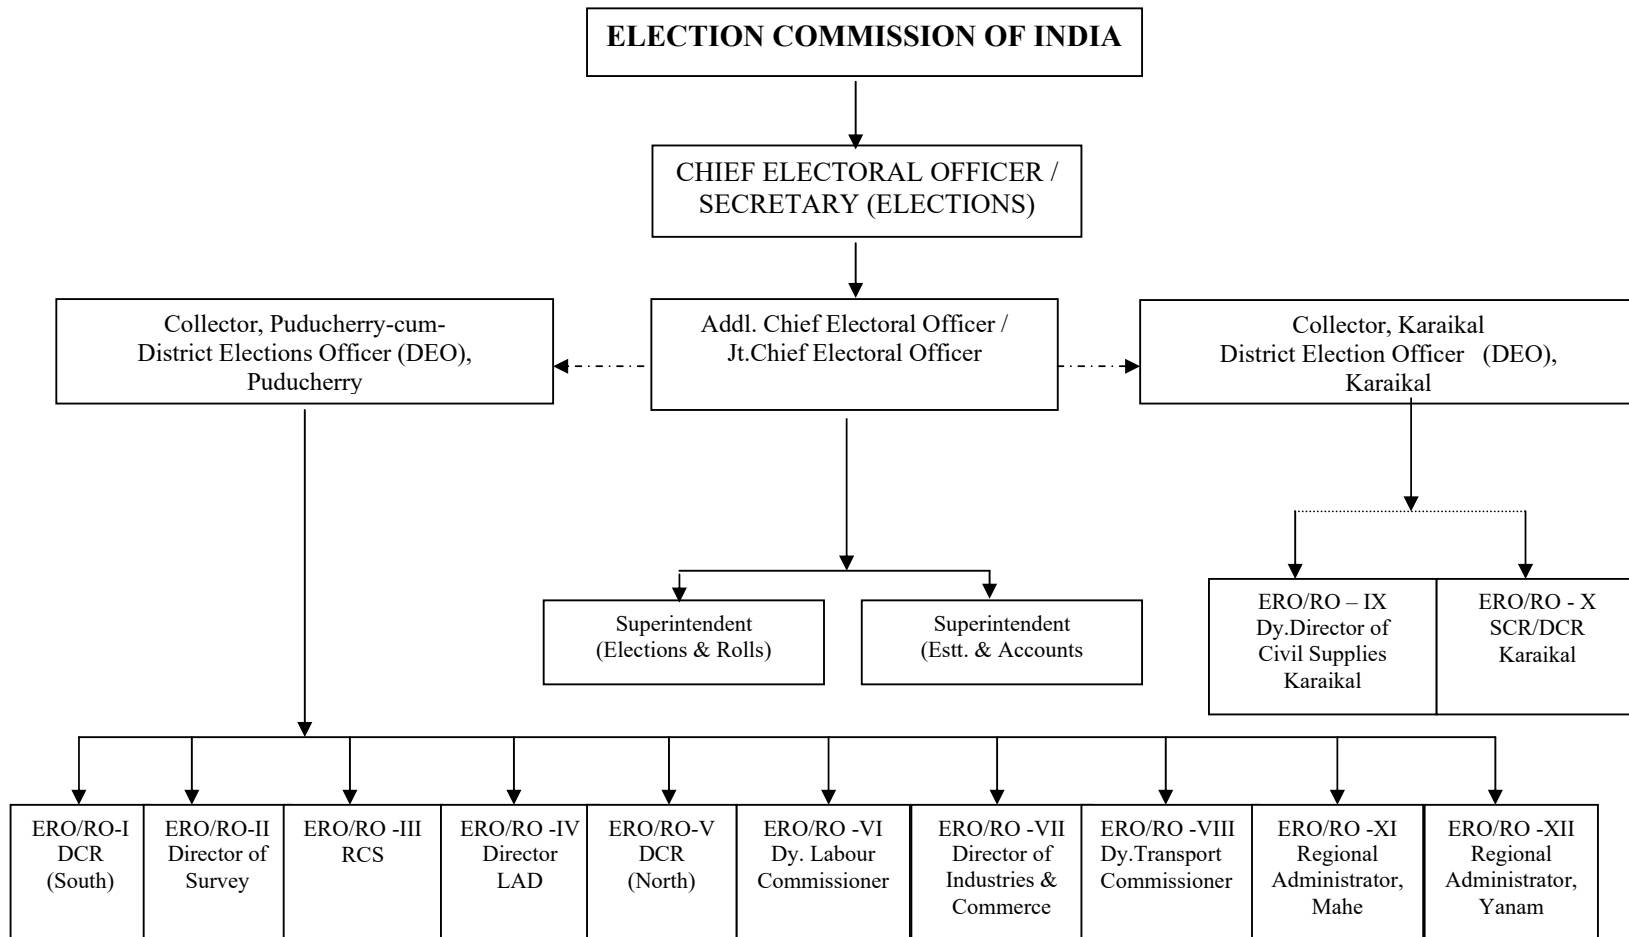 ELECTION COMMISSION OF INDIA
CHIEF ELECTORAL OFFICER /
SECRETARY (ELECTIONS)
Collector, Puducherry-cum-
District Elections Officer (DEO),
Puducherry
Addl. Chief Electoral Officer /
Jt.Chief Electoral Officer
Collector, Karaikal
District Election Officer (DEO),
Karaikal
Superintendent
(Elections & Rolls)
Superintendent
(Estt. & Accounts
ERO/RO – IX
Dy.Director of
Civil Supplies
Karaikal
ERO/RO - X
SCR/DCR
Karaikal
ERO/RO-I
DCR
(South)
ERO/RO-II
Director of
Survey
ERO/RO -III
RCS
ERO/RO -IV
Director
LAD
ERO/RO-V
DCR
(North)
ERO/RO -VI
Dy. Labour
Commissioner
ERO/RO -VII
Director of
Industries &
Commerce
ERO/RO -VIII
Dy.Transport
Commissioner
ERO/RO -XI
Regional
Administrator,
Mahe
ERO/RO -XII
Regional
Administrator,
Yanam